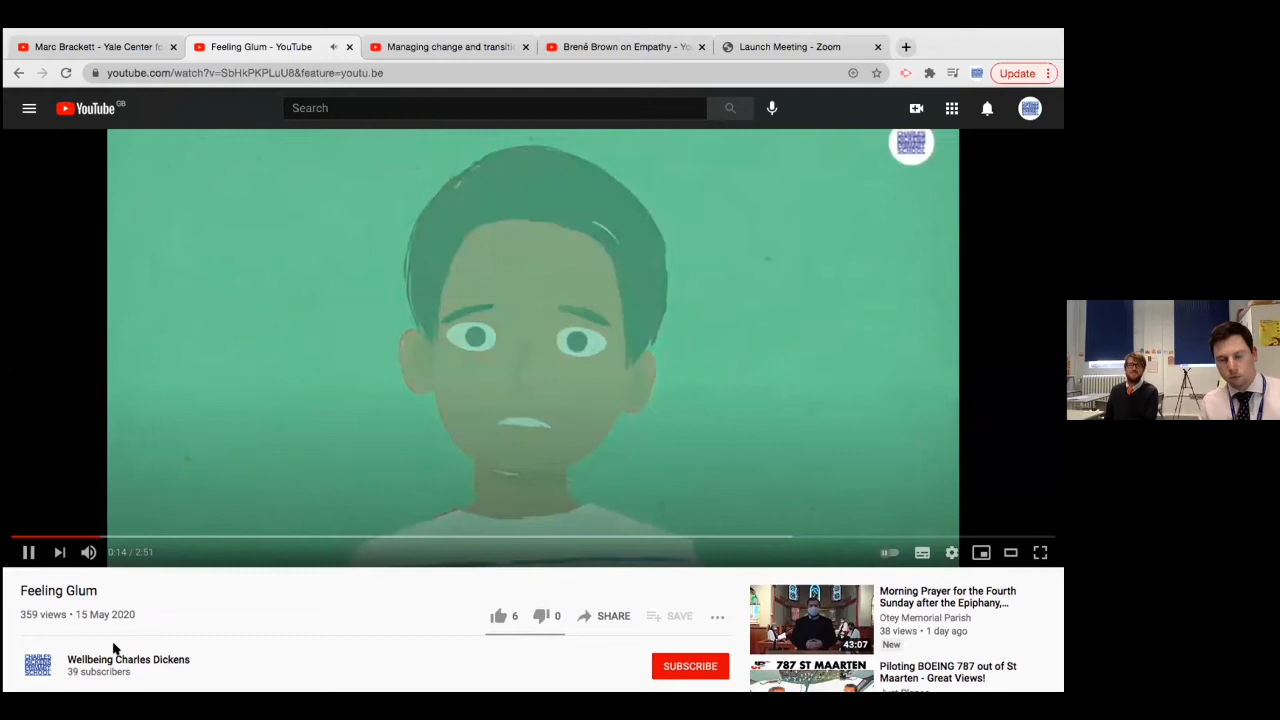 Marc Brackett - Yale Center fo
Feeling Glum - YouTube
Managing change and transiti
Brené Brown on Empathy - Yo
Launch Meeting - Zoom
youtube.com/watch?v=SbHkPKPLuU8&feature=youtu.be
Update
YouTube GB
Search
CHARLES
DICKENS
PRIMARY
SCHOOL
0:14 / 2:51
Feeling Glum
359 views • 15 May 2020
6
0
SHARE
SAVE
Wellbeing Charles Dickens
39 subscribers
SUBSCRIBE
43:07
Morning Prayer for the Fourth
Sunday after the Epiphany,...
Otey Memorial Parish
38 views • 1 day ago
New
787 ST MAARTEN
Piloting BOEING 787 out of St
Maarten - Great Views!